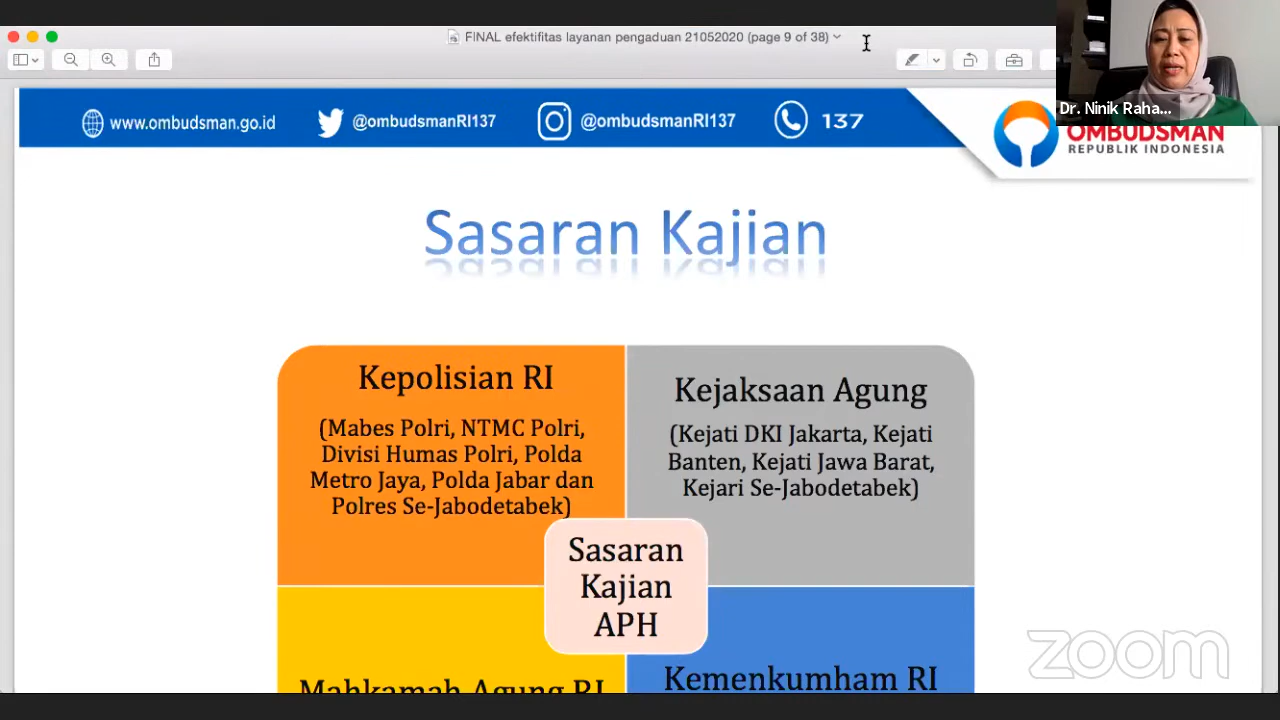 FINAL efektifitas layanan pengaduan 21052020 (page 9 of 38)
Dr. Ninik Raha...
www.ombudsman.go.id
@ombudsmanRI137
@ombudsmanRI137
137
OMBUDSMAN
REPUBLIK INDONESIA
Sasaran Kajian
Kepolisian RI
(Mabes Polri, NTMC Polri,
Divisi Humas Polri, Polda
Metro Jaya, Polda Jabar dan
Polres Se-Jabodetabek)
Kejaksaan Agung
(Kejati DKI Jakarta, Kejati
Banten, Kejati Jawa Barat,
Kejari Se-Jabodetabek)
Sasaran
Kajian
APH
Mahkamah Agung RI
Kemenkumham RI
zoom